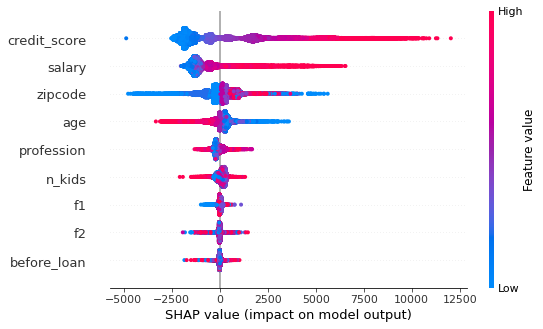 High
credit_score
salary
zipcode
age
profession
n_kids
f1
f2
before_loan
Feature value
Low
−5000 −2500 0 2500 5000 7500 10000 12500
SHAP value (impact on model output)